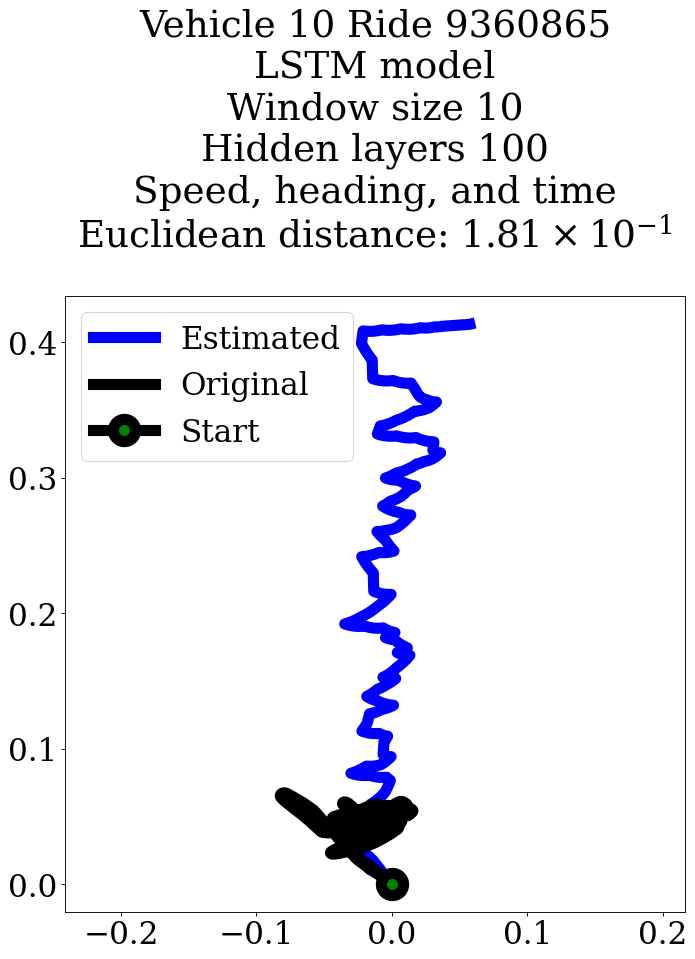 Vehicle 10 Ride 9360865
LSTM model
Window size 10
Hidden layers 100
Speed, heading, and time
Euclidean distance: 1.81 × 10⁻¹
Estimated
Original
Start
0.4
0.3
0.2
0.1
0.0
−0.2 −0.1 0.0 0.1 0.2